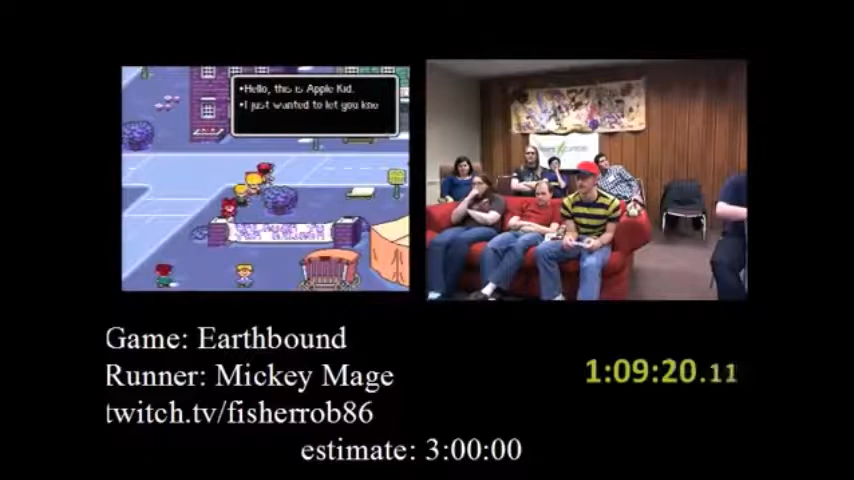 •Hello, this is Apple Kid.
•I just wanted to let you kno
Game: Earthbound
Runner: Mickey Mage
twitch.tv/fisherrob86
estimate: 3:00:00
1:09:20.11